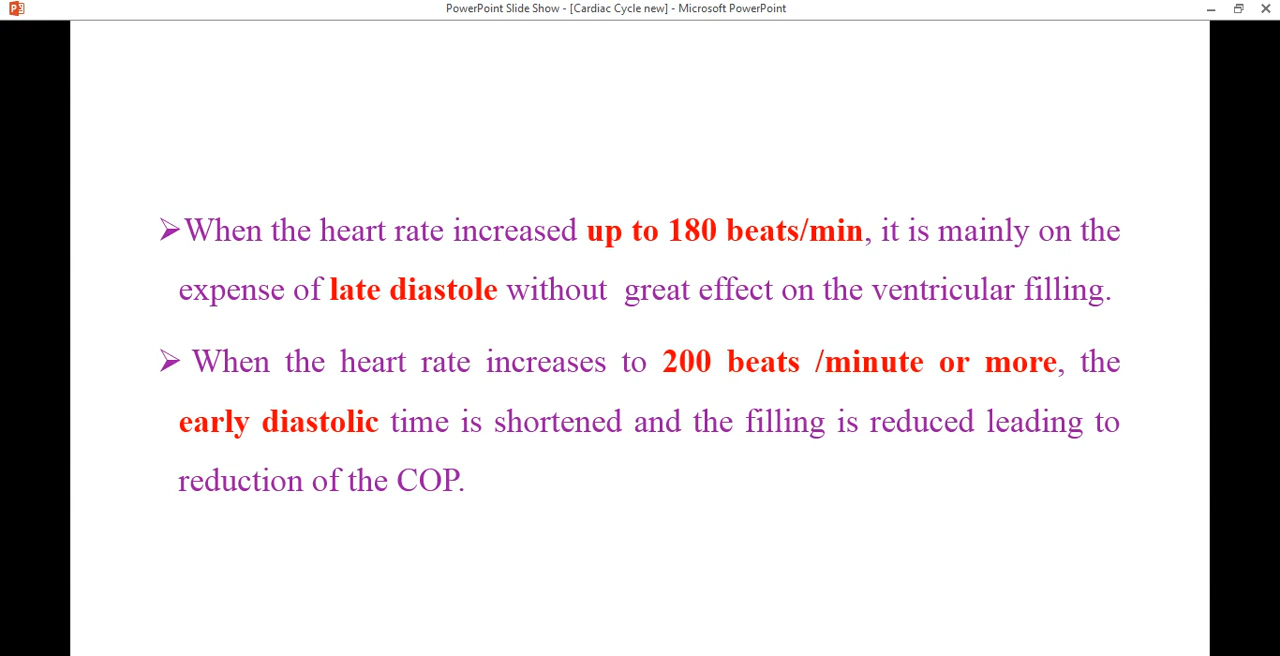 PowerPoint Slide Show - [Cardiac Cycle new] - Microsoft PowerPoint
➢When the heart rate increased up to 180 beats/min, it is mainly on the
expense of late diastole without great effect on the ventricular filling.
➢ When the heart rate increases to 200 beats /minute or more, the
early diastolic time is shortened and the filling is reduced leading to
reduction of the COP.